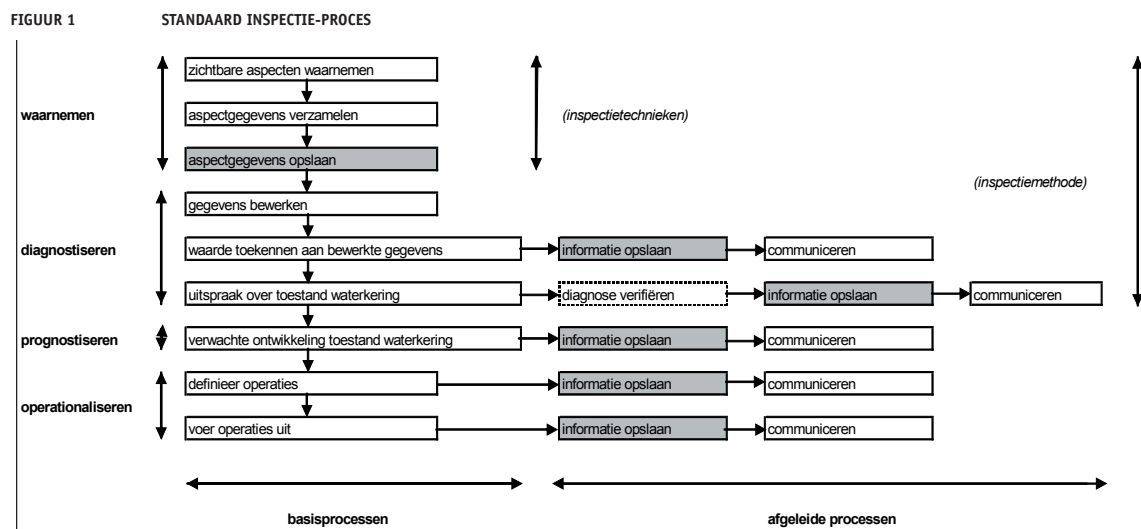 FIGUUR 1 STANDAARD INSPECTIE-PROCES
zichtbare aspecten waarnemen
waarnemen
aspectgegevens verzamelen
(inspectietechnieken)
aspectgegevens opslaan
(inspectiemethode)
gegevens bewerken
diagnostiseren
waarde toekennen aan bewerkte gegevens
informatie opslaan
communiceren
uitspraak over toestand waterkering
diagnose verifiëren
informatie opslaan
communiceren
prognostiseren
verwachte ontwikkeling toestand waterkering
informatie opslaan
communiceren
operationaliseren
definieer operaties
informatie opslaan
communiceren
voer operaties uit
informatie opslaan
communiceren
basisprocessen
afgeleide processen